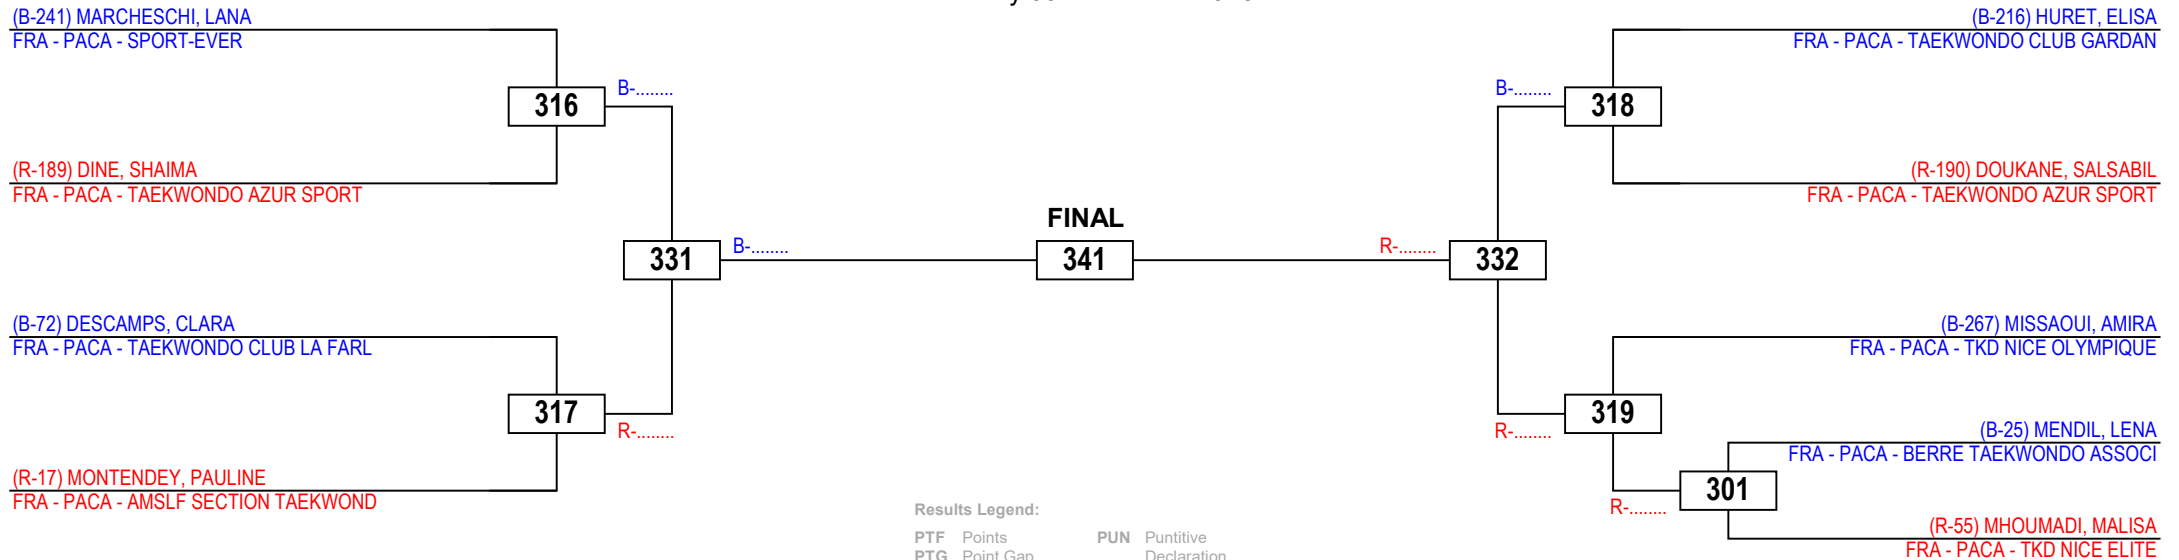 (B-241) MARCHESCHI, LANA
FRA - PACA - SPORT-EVER
(R-189) DINE, SHAIMA
FRA - PACA - TAEKWONDO AZUR SPORT
(B-72) DESCAMPS, CLARA
FRA - PACA - TAEKWONDO CLUB LA FARL
(R-17) MONTENDEY, PAULINE
FRA - PACA - AMSLF SECTION TAEKWOND
316
B-........
317
R-........
331
B-........
FINAL
341
R-........
332
B-........
318
R-........
319
R-........
301
(B-216) HURET, ELISA
FRA - PACA - TAEKWONDO CLUB GARDAN
(R-190) DOUKANE, SALSABIL
FRA - PACA - TAEKWONDO AZUR SPORT
(B-267) MISSAOUI, AMIRA
FRA - PACA - TKD NICE OLYMPIQUE
(B-25) MENDIL, LENA
FRA - PACA - BERRE TAEKWONDO ASSOCI
(R-55) MHOUMADI, MALISA
FRA - PACA - TKD NICE ELITE
Results Legend:
PTF Points
PTG Point Gap
PUN Puntitive
Declaration